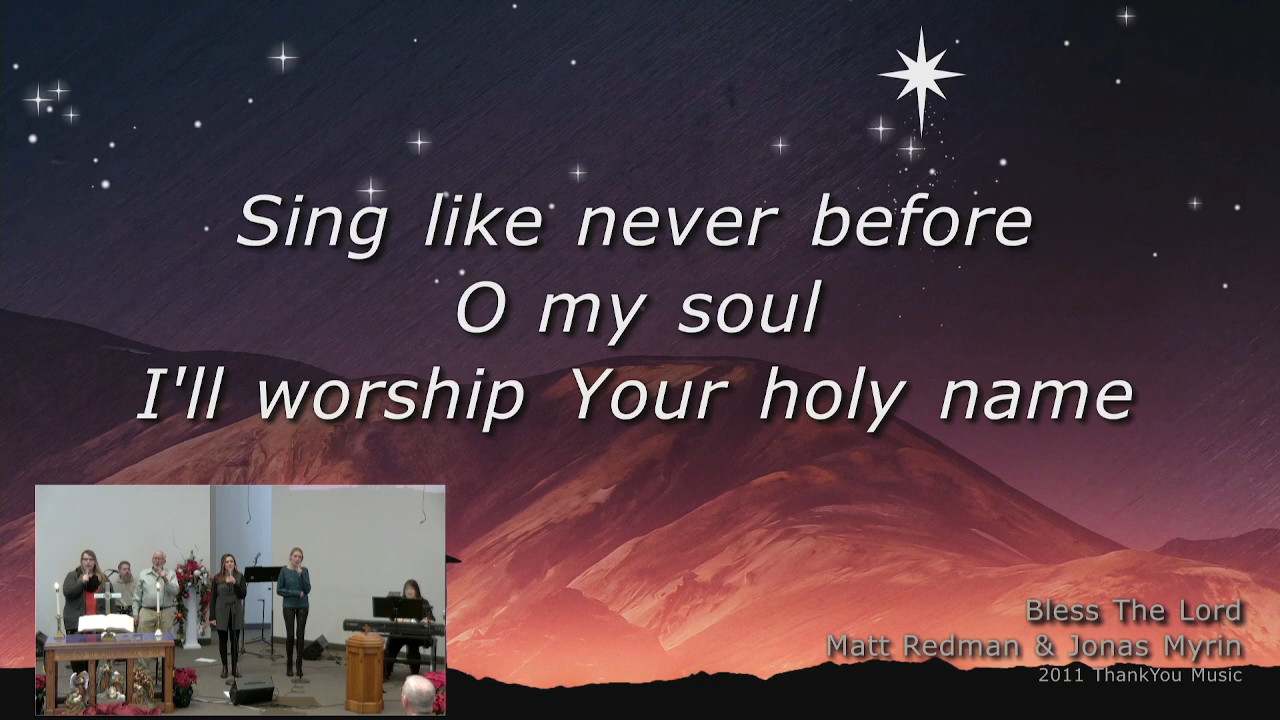 Sing like never before
O my soul
I'll worship Your holy name
Bless The Lord
Matt Redman & Jonas Myrin
2011 ThankYou Music